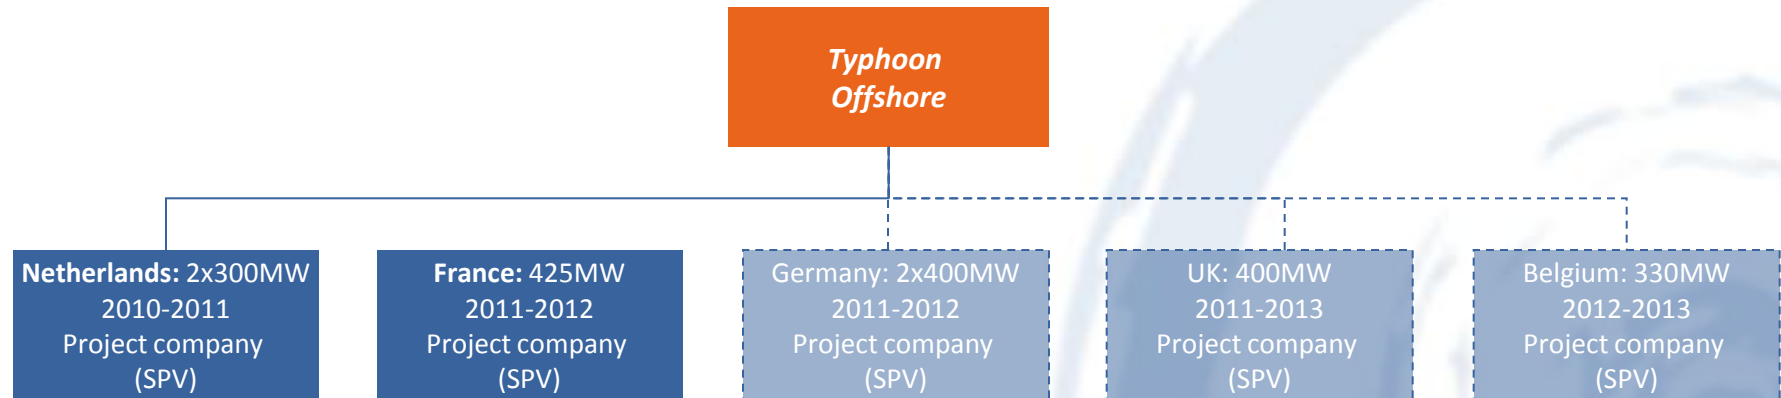 Typhoon
Offshore
Netherlands: 2x300MW
2010-2011
Project company
(SPV)
France: 425MW
2011-2012
Project company
(SPV)
Germany: 2x400MW
2011-2012
Project company
(SPV)
UK: 400MW
2011-2013
Project company
(SPV)
Belgium: 330MW
2012-2013
Project company
(SPV)